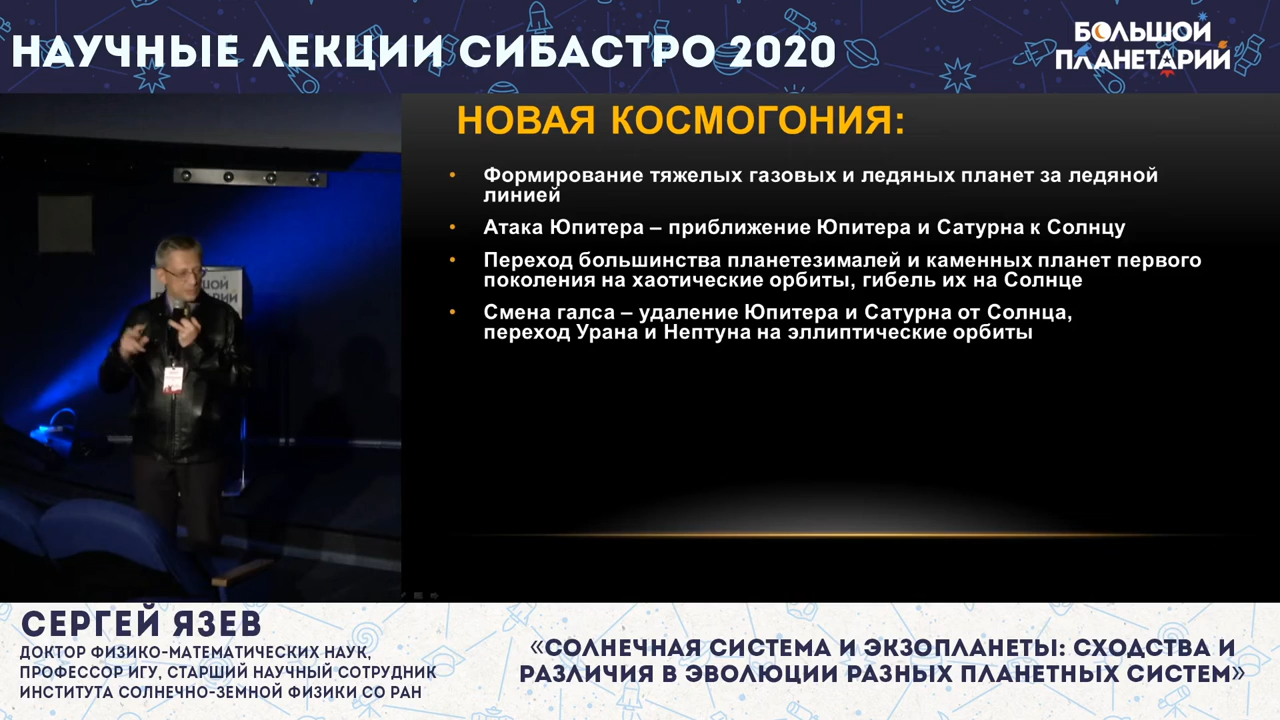 НАУЧНЫЕ ЛЕКЦИИ СИБАСТРО 2020
БОЛЬШОЙ
ПЛАНЕТАРИЙ
НОВАЯ КОСМОГОНИЯ:
• Формирование тяжелых газовых и ледяных планет за ледяной
линией
• Атака Юпитера – приближение Юпитера и Сатурна к Солнцу
• Переход большинства планетезималей и каменных планет первого
поколения на хаотические орбиты, гибель их на Солнце
• Смена галса – удаление Юпитера и Сатурна от Солнца,
переход Урана и Нептуна на эллиптические орбиты
СЕРГЕЙ ЯЗЕВ
ДОКТОР ФИЗИКО-МАТЕМАТИЧЕСКИХ НАУК,
ПРОФЕССОР ИГУ, СТАРШИЙ НАУЧНЫЙ СОТРУДНИК
ИНСТИТУТА СОЛНЕЧНО-ЗЕМНОЙ ФИЗИКИ СО РАН
«СОЛНЕЧНАЯ СИСТЕМА И ЭКЗОПЛАНЕТЫ: СХОДСТВА И
РАЗЛИЧИЯ В ЭВОЛЮЦИИ РАЗНЫХ ПЛАНЕТНЫХ СИСТЕМ»